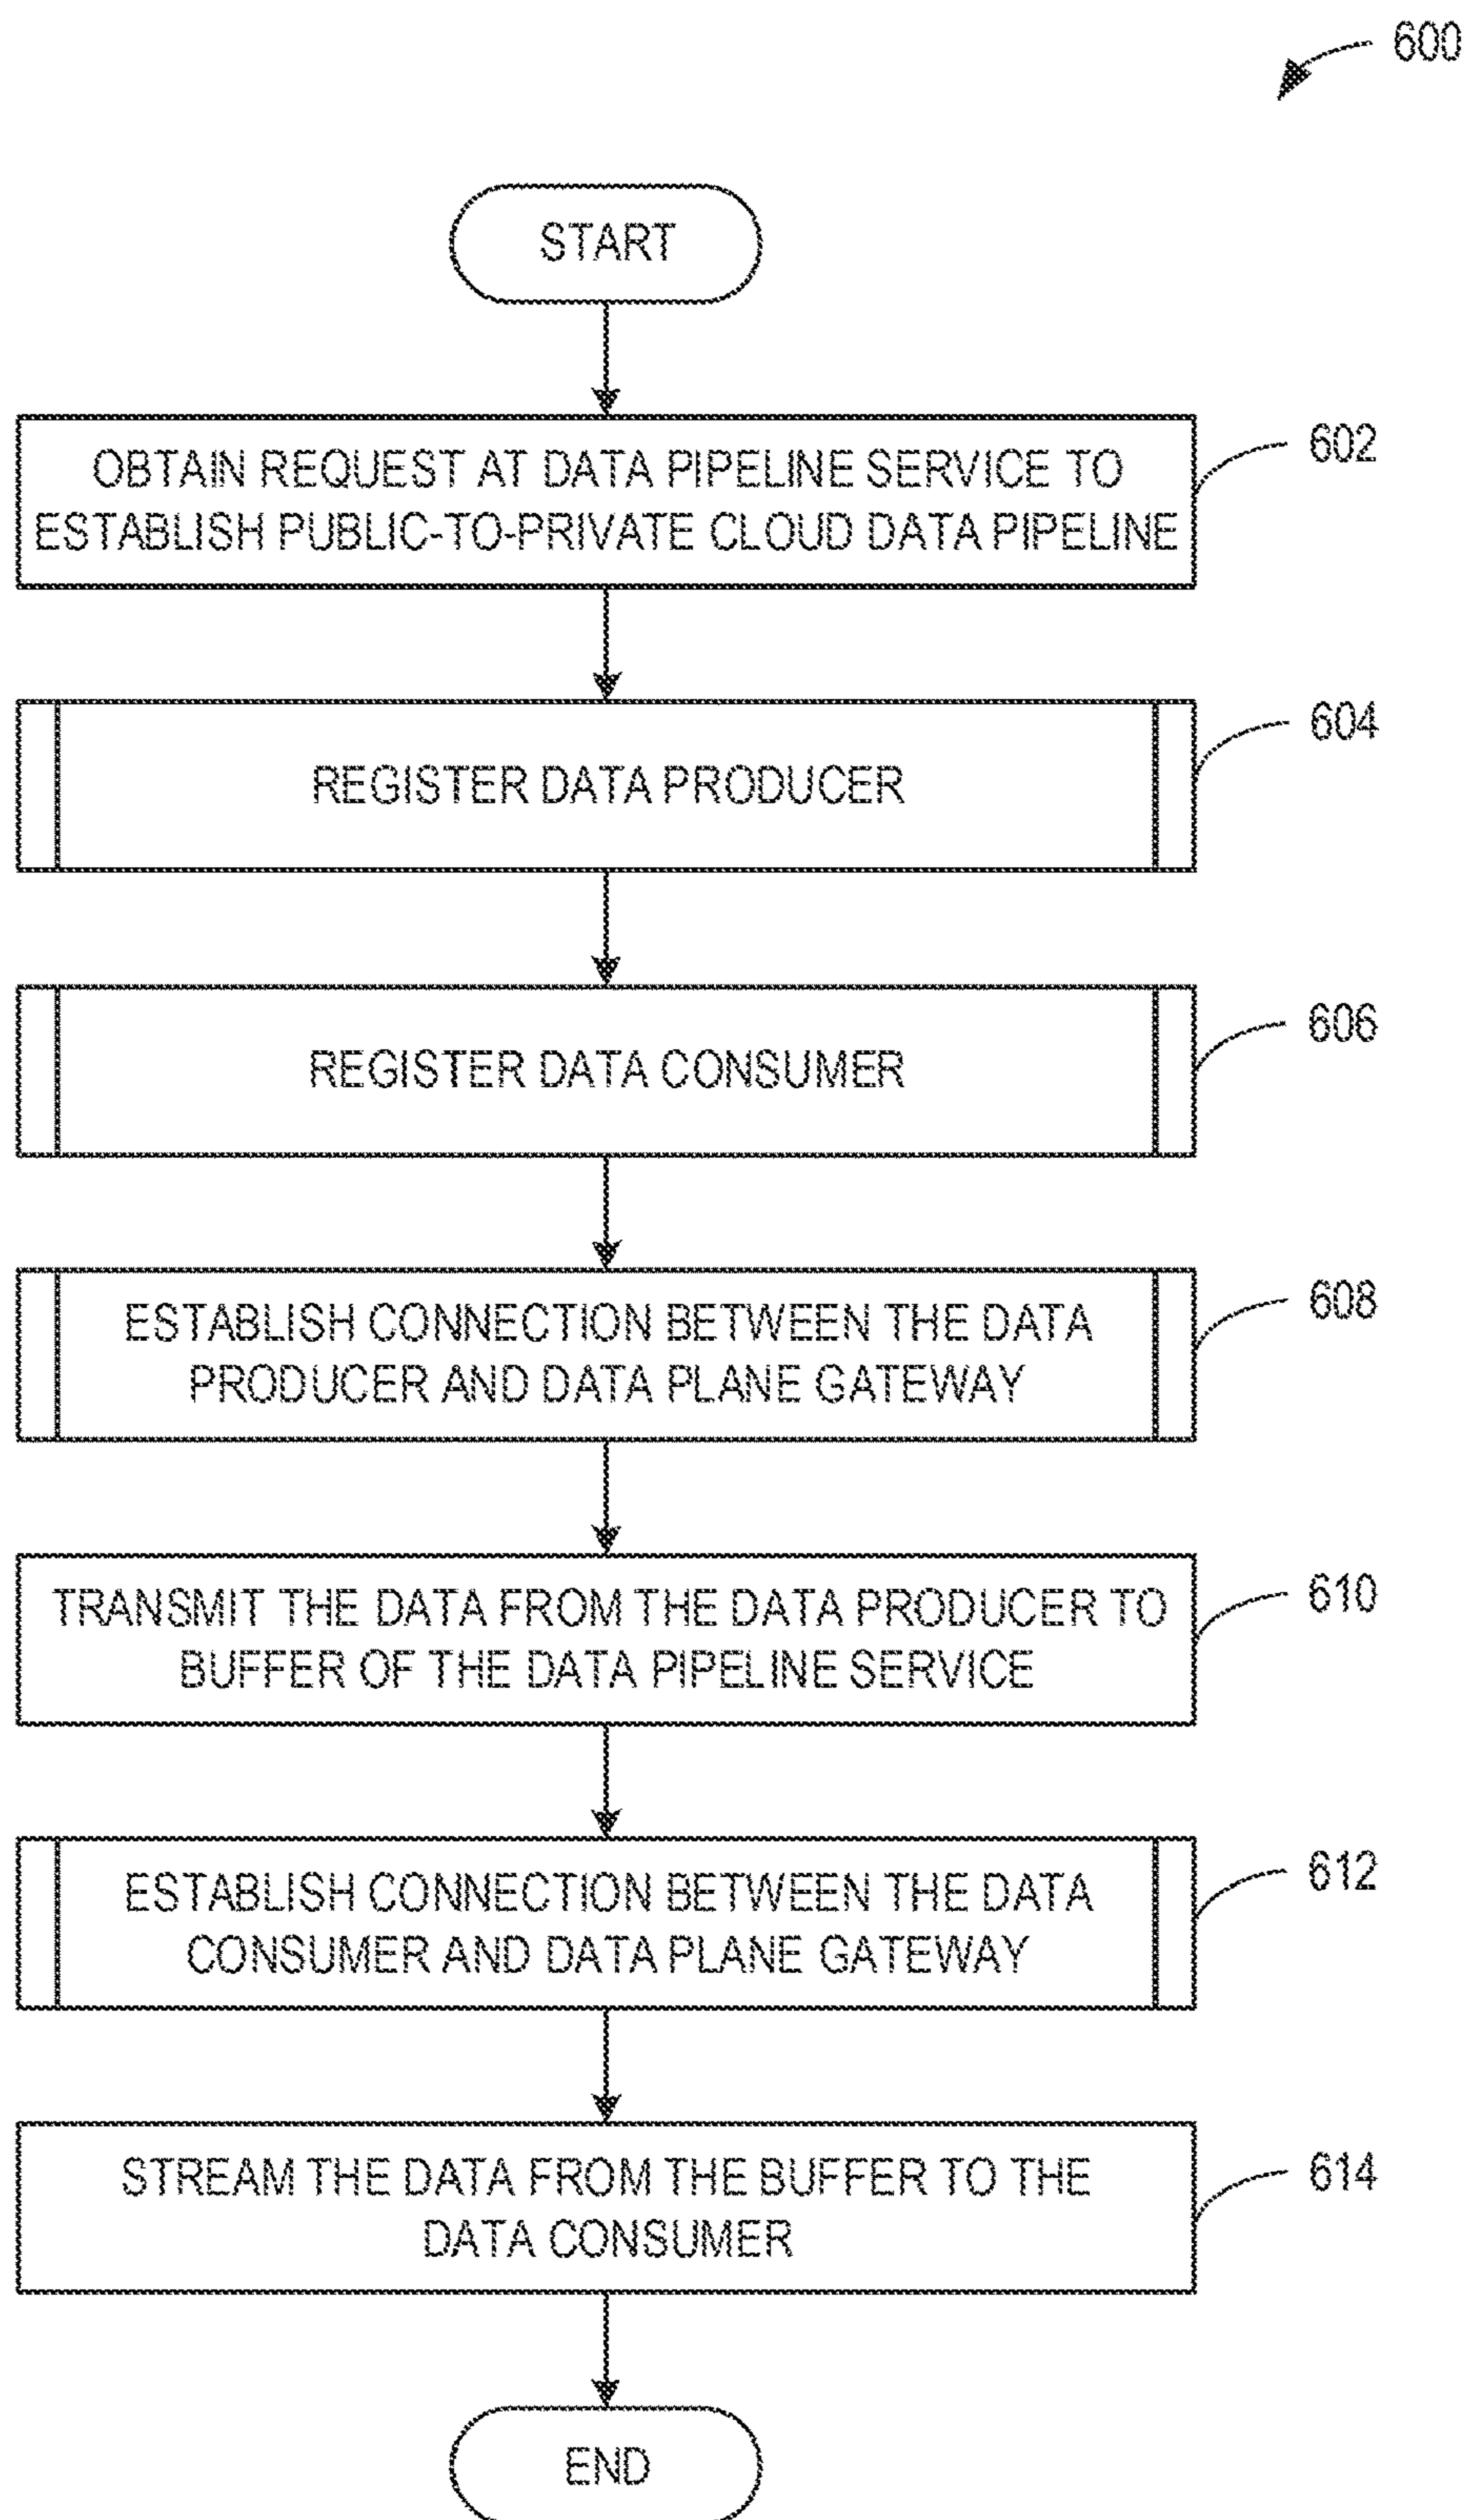 600
START
OBTAIN REQUEST AT DATA PIPELINE SERVICE TO
ESTABLISH PUBLIC-TO-PRIVATE CLOUD DATA PIPELINE
602
REGISTER DATA PRODUCER
604
REGISTER DATA CONSUMER
606
ESTABLISH CONNECTION BETWEEN THE DATA
PRODUCER AND DATA PLANE GATEWAY
608
TRANSMIT THE DATA FROM THE DATA PRODUCER TO
BUFFER OF THE DATA PIPELINE SERVICE
610
ESTABLISH CONNECTION BETWEEN THE DATA
CONSUMER AND DATA PLANE GATEWAY
612
STREAM THE DATA FROM THE BUFFER TO THE
DATA CONSUMER
614
END